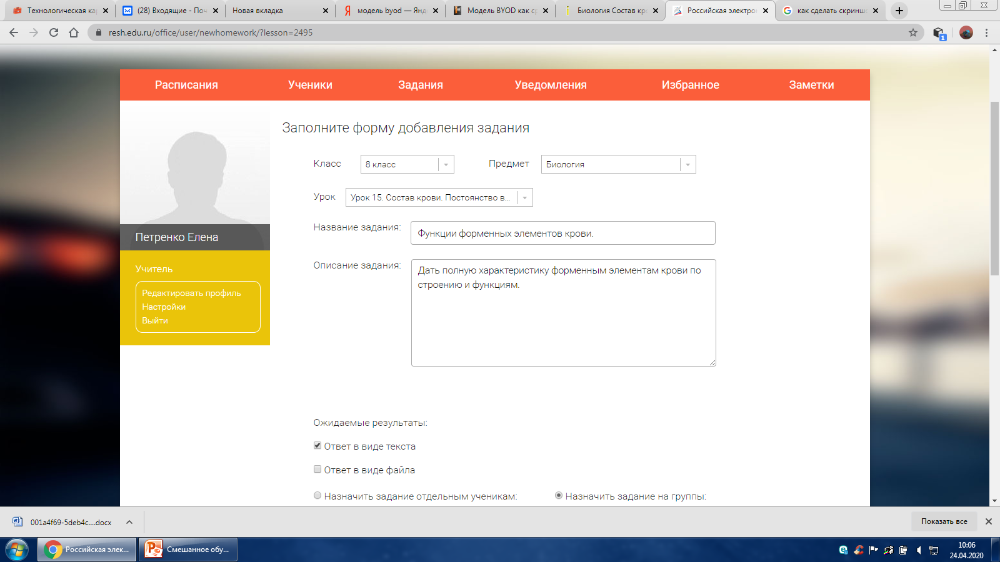 Технологическая ка
(28) Входящие - Поч
Новая вкладка
модель byod — Янд
Модель BYOD как ср
Биология Состав кро
Российская электро
как сделать скринш
resh.edu.ru/office/user/newhomework/?lesson=2495
1
Расписания
Ученики
Задания
Уведомления
Избранное
Заметки
Заполните форму добавления задания
Класс
8 класс
Предмет
Биология
Урок
Урок 15. Состав крови. Постоянство в...
Название задания:
Функции форменных элементов крови.
Описание задания:
Дать полную характеристику форменным элементам крови по
строению и функциям.
Петренко Елена
Учитель
Редактировать профиль
Настройки
Выйти
Ожидаемые результаты:
Ответ в виде текста
Ответ в виде файла
Назначить задание отдельным ученикам:
Назначить задание на группы:
001a4f69-5deb4c....docx
Показать все
Российская элек...
Смешанное обу...
10:06
24.04.2020